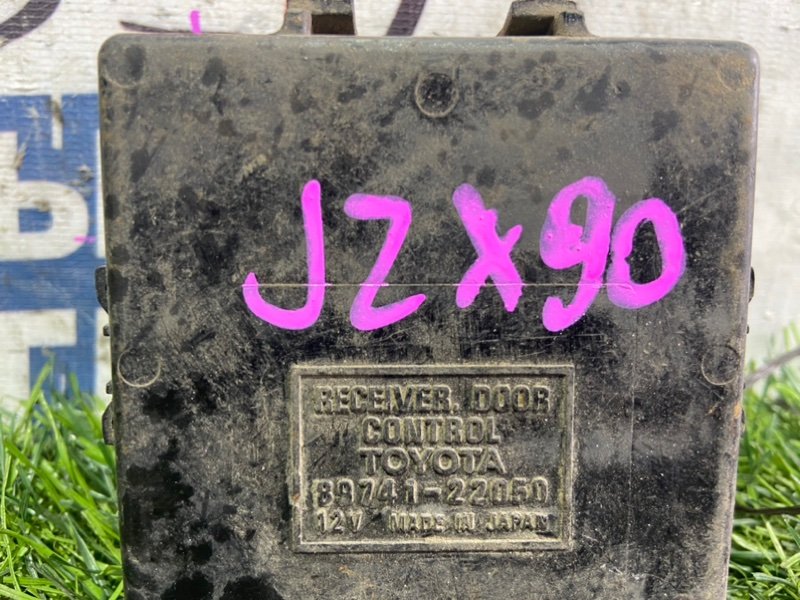 JZX90
RECEIVER, DOOR
CONTROL
TOYOTA
89741-22050
12V MADE IN JAPAN